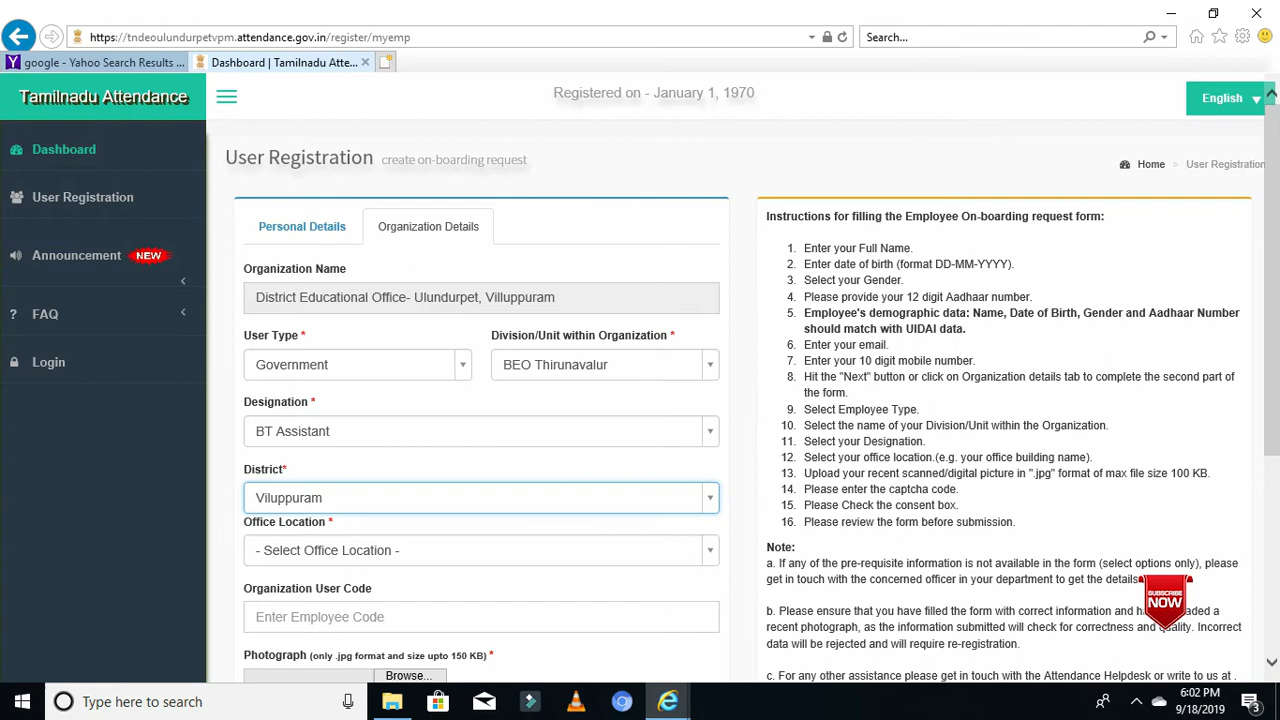 https://tndeoulundurpetvpm.attendance.gov.in/register/myemp
Search...
google - Yahoo Search Results ...
Dashboard | Tamilnadu Atte...
Tamilnadu Attendance
Registered on - January 1, 1970
English
Dashboard
User Registration
Announcement NEW
FAQ
Login
User Registration create on-boarding request
Home > User Registration
Personal Details
Organization Details
Organization Name
District Educational Office- Ulundurpet, Villuppuram
User Type *
Division/Unit within Organization *
Government
BEO Thirunavalur
Designation *
BT Assistant
District*
Viluppuram
Office Location *
- Select Office Location -
Organization User Code
Enter Employee Code
Photograph (only .jpg format and size upto 150 KB) *
Browse...
Instructions for filling the Employee On-boarding request form:
1. Enter your Full Name.
2. Enter date of birth (format DD-MM-YYYY).
3. Select your Gender.
4. Please provide your 12 digit Aadhaar number.
5. Employee's demographic data: Name, Date of Birth, Gender and Aadhaar Number
should match with UIDAI data.
6. Enter your email.
7. Enter your 10 digit mobile number.
8. Hit the "Next" button or click on Organization details tab to complete the second part of
the form.
9. Select Employee Type.
10. Select the name of your Division/Unit within the Organization.
11. Select your Designation.
12. Select your office location.(e.g. your office building name).
13. Upload your recent scanned/digital picture in ".jpg" format of max file size 100 KB.
14. Please enter the captcha code.
15. Please Check the consent box.
16. Please review the form before submission.
Note:
a. If any of the pre-requisite information is not available in the form (select options only), please
get in touch with the concerned officer in your department to get the details
SUBSCRIBE
NOW
b. Please ensure that you have filled the form with correct information and a
recent photograph, as the information submitted will check for correctness and quality. Incorrect
data will be rejected and will require re-registration.
c. For any other assistance please get in touch with the Attendance Helpdesk or write to us at .
Type here to search
6:02 PM
9/18/2019
3